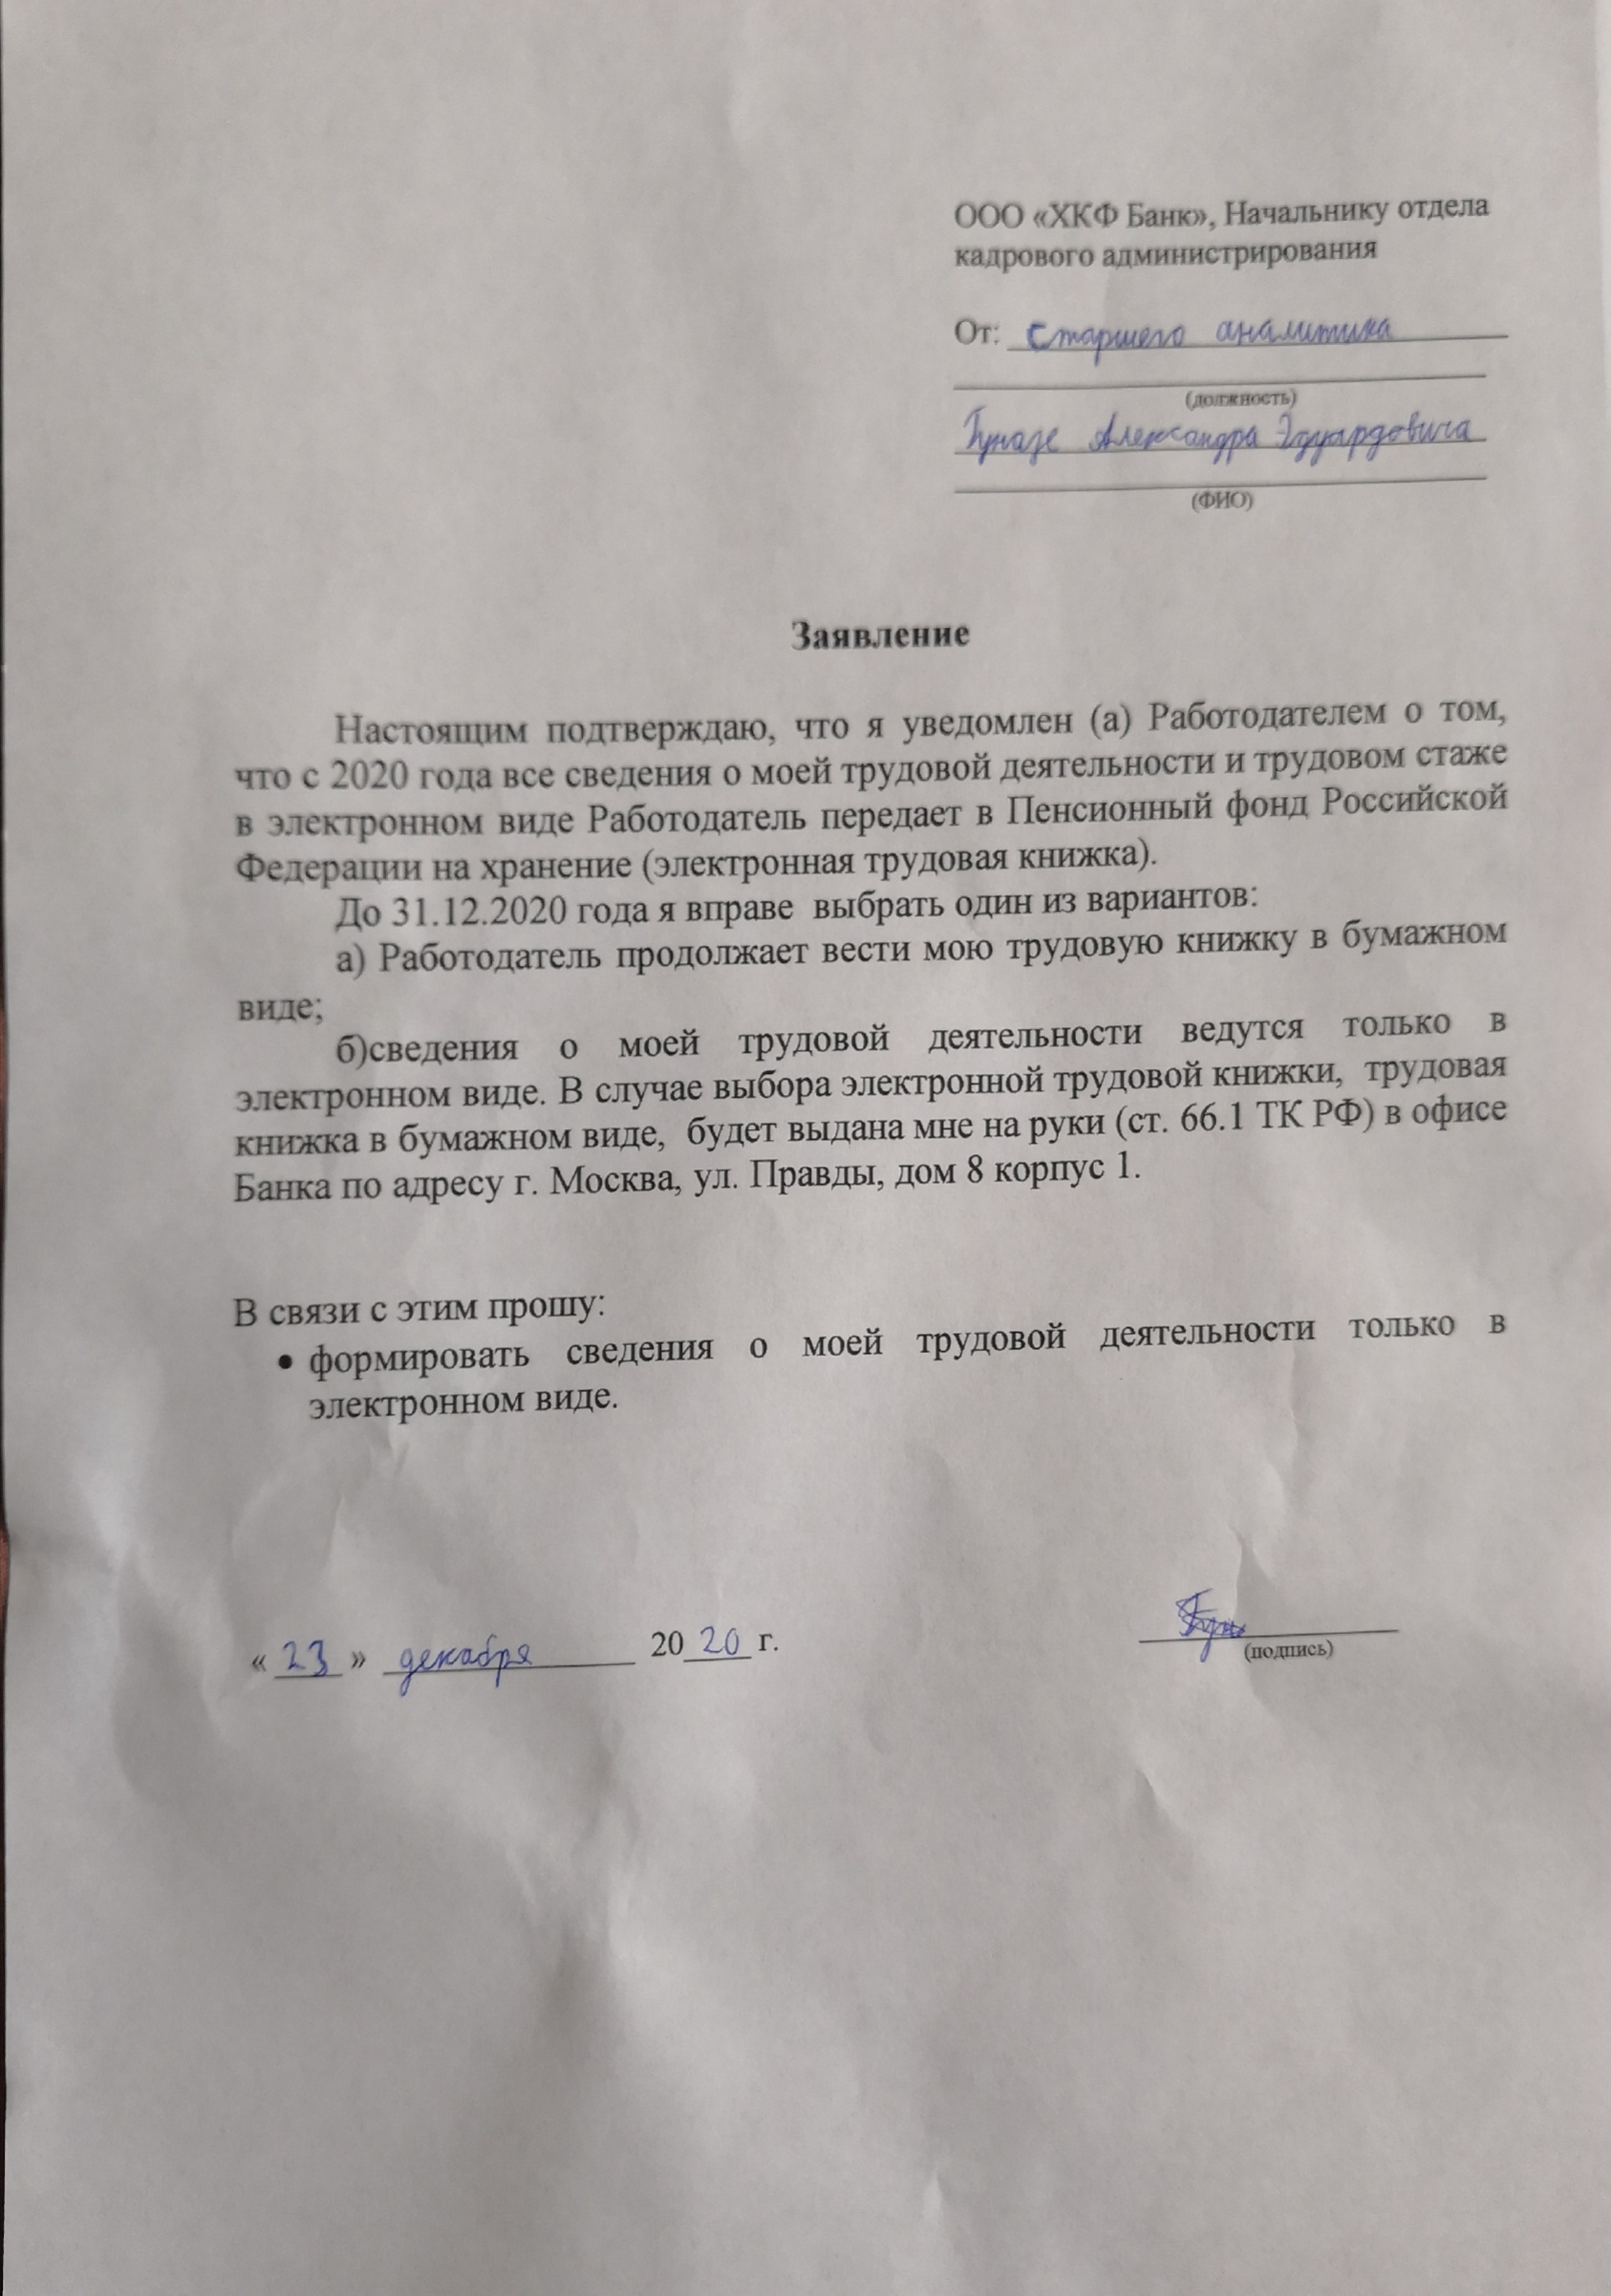 ООО «ХКФ Банк», Начальнику отдела
кадрового администрирования
От: Старшего аналитика
(должность)
Александра Эдуардовича
(ФИО)
Заявление
Настоящим подтверждаю, что я уведомлен (а) Работодателем о том,
что с 2020 года все сведения о моей трудовой деятельности и трудовом стаже
в электронном виде Работодатель передает в Пенсионный фонд Российской
Федерации на хранение (электронная трудовая книжка).
До 31.12.2020 года я вправе выбрать один из вариантов:
а) Работодатель продолжает вести мою трудовую книжку в бумажном
виде;
б)сведения о моей трудовой деятельности ведутся только в
электронном виде. В случае выбора электронной трудовой книжки, трудовая
книжка в бумажном виде, будет выдана мне на руки (ст. 66.1 ТК РФ) в офисе
Банка по адресу г. Москва, ул. Правды, дом 8 корпус 1.
В связи с этим прошу:
• формировать сведения о моей трудовой деятельности только в
электронном виде.
« 23 » декабря 2020 г.
(подпись)